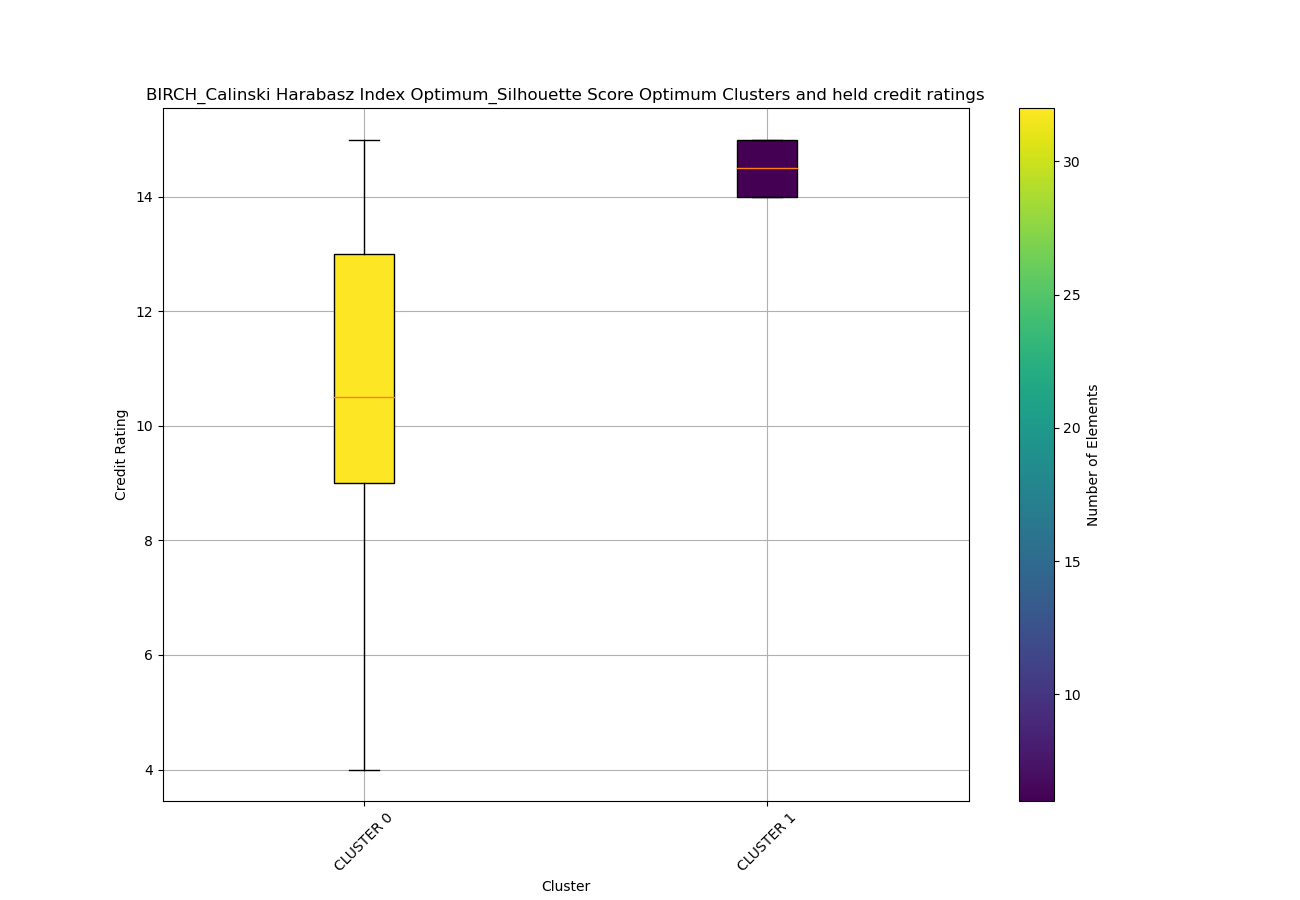 BIRCH_Calinski Harabasz Index Optimum_Silhouette Score Optimum Clusters and held credit ratings
14
12
10
8
6
4
Credit Rating
CLUSTER 0
CLUSTER 1
Cluster
30
25
20
15
10
Number of Elements